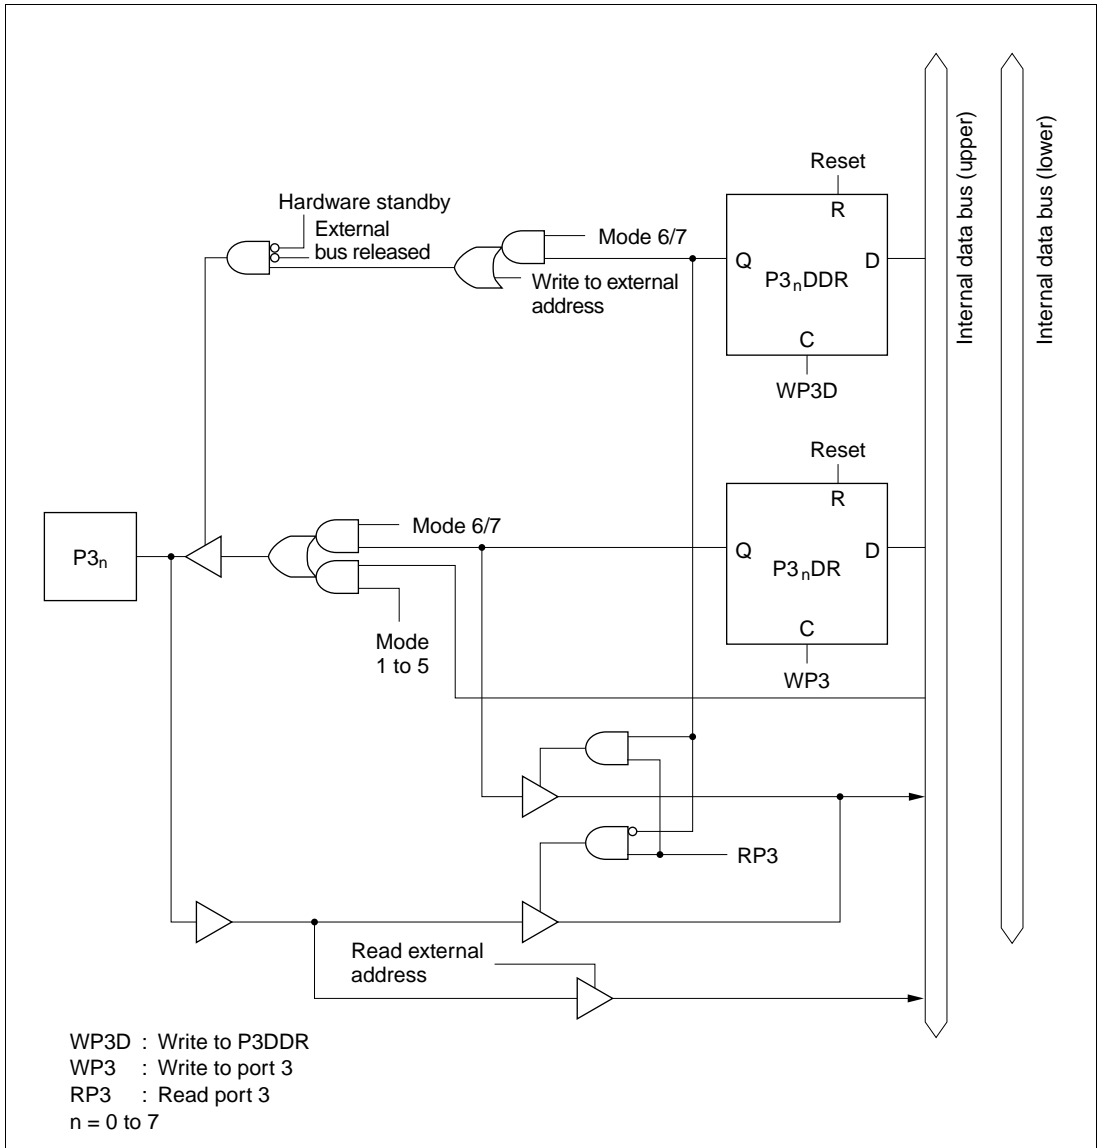 Reset
R
Hardware standby
External
bus released
Mode 6/7
Write to external
address
Q
D
P3nDDR
C
WP3D
Internal data bus (upper)
Internal data bus (lower)
Reset
R
P3n
Mode 6/7
Q
D
P3nDR
C
WP3
Mode
1 to 5
RP3
Read external
address
WP3D : Write to P3DDR
WP3 : Write to port 3
RP3 : Read port 3
n = 0 to 7